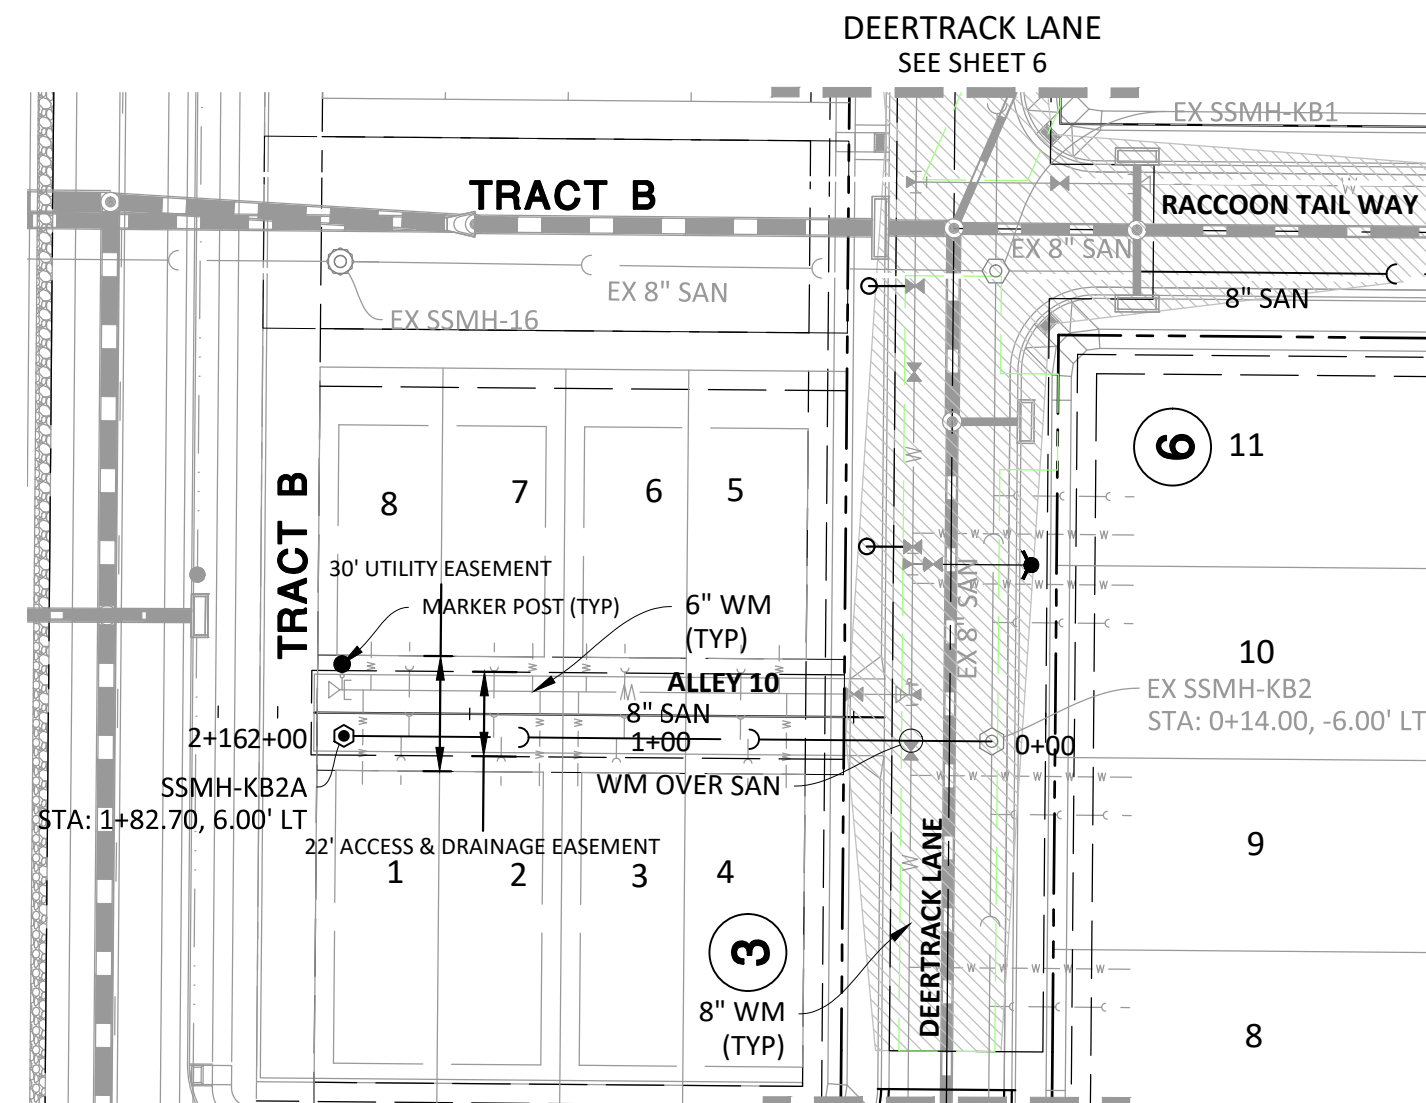 DEERTRACK LANE
SEE SHEET 6
EX SSMH-KB1
TRACT B
RACCOON TAIL WAY
EX 8" SAN
EX 8" SAN
8" SAN
EX SSMH-16
6
11
TRACT B
8
7
6
5
30' UTILITY EASEMENT
MARKER POST (TYP)
6" WM
(TYP)
EX 8" SAN
10
ALLEY 10
8" SAN
EX SSMH-KB2
STA: 0+14.00, -6.00' LT
2+16
2+00
1+00
0+00
SSMH-KB2A
STA: 1+82.70, 6.00' LT
WM OVER SAN
22' ACCESS & DRAINAGE EASEMENT
1
2
3
4
9
DEERTRACK LANE
3
8" WM
(TYP)
8